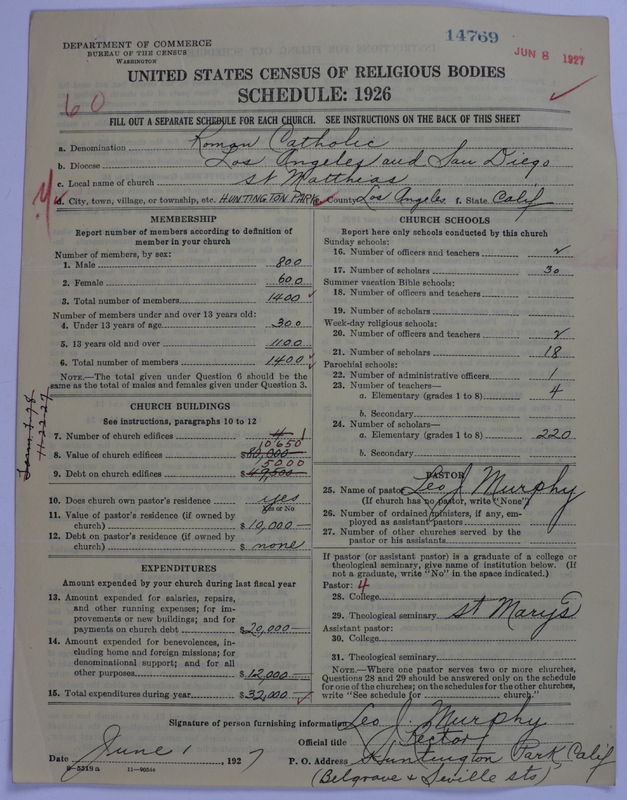 14769
JUN 8 1927
DEPARTMENT OF COMMERCE
BUREAU OF THE CENSUS
WASHINGTON
UNITED STATES CENSUS OF RELIGIOUS BODIES
SCHEDULE: 1926
60
FILL OUT A SEPARATE SCHEDULE FOR EACH CHURCH. SEE INSTRUCTIONS ON THE BACK OF THIS SHEET
a. Denomination Roman Catholic
b. Diocese Los Angeles and San Diego
c. Local name of church St Matthias
d. City, town, village, or township, etc. HUNTINGTON PARK e. County Los Angeles f. State Calif
MEMBERSHIP
Report number of members according to definition of
member in your church
Number of members, by sex:
1. Male 800
2. Female 600
3. Total number of members 1400
Number of members under and over 13 years old:
4. Under 13 years of age 300
5. 13 years old and over 1100
6. Total number of members 1400
NOTE.—The total given under Question 6 should be the
same as the total of males and females given under Question 3.
CHURCH BUILDINGS
See instructions, paragraphs 10 to 12
7. Number of church edifices 4 1
10650
8. Value of church edifices $80,000
5000
9. Debt on church edifices $49,500
10. Does church own pastor's residence yes
Yes or No
11. Value of pastor's residence (if owned by
church) $10,000
12. Debt on pastor's residence (if owned by
church) $ none
EXPENDITURES
Amount expended by your church during last fiscal year
13. Amount expended for salaries, repairs,
and other running expenses; for im-
provements or new buildings; and for
payments on church debt $20,000
14. Amount expended for benevolences, in-
cluding home and foreign missions; for
denominational support; and for all
other purposes $12,000
15. Total expenditures during year $32,000
CHURCH SCHOOLS
Report here only schools conducted by this church
Sunday schools:
16. Number of officers and teachers 2
17. Number of scholars 30
Summer vacation Bible schools:
18. Number of officers and teachers
19. Number of scholars
Week-day religious schools:
20. Number of officers and teachers 2
21. Number of scholars 18
Parochial schools:
22. Number of administrative officers 1
23. Number of teachers—
a. Elementary (grades 1 to 8) 4
b. Secondary
24. Number of scholars—
a. Elementary (grades 1 to 8) 220
b. Secondary
PASTOR
25. Name of pastor Leo J. Murphy
(If church has no pastor, write "None")
26. Number of ordained ministers, if any, em-
ployed as assistant pastors
27. Number of other churches served by the
pastor or his assistants
If pastor (or assistant pastor) is a graduate of a college or
theological seminary, give name of institution below. (If
not a graduate, write "No" in the space indicated.)
Pastor: 4
28. College
29. Theological seminary St Mary's
Assistant pastor:
30. College
31. Theological seminary
NOTE.—Where one pastor serves two or more churches,
Questions 28 and 29 should be answered only on the schedule
for one of the churches; on the schedules for the other churches,
write "See schedule for church."
Signature of person furnishing information Leo J. Murphy
Official title Rector
Date June 1, 1927 P. O. Address Huntington Park Calif
8-5319a 11-90546
(Belgrave & Seville sts)